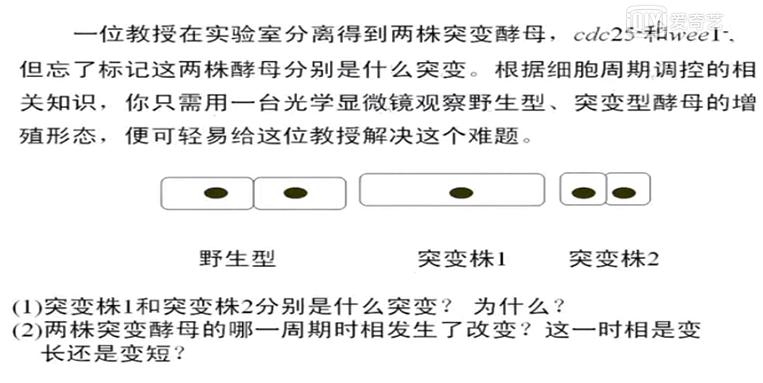 iQIYI 爱奇艺
一位教授在实验室分离得到两株突变酵母，cdc25⁻和wee1⁻，
但忘了标记这两株酵母分别是什么突变。根据细胞周期调控的相
关知识，你只需用一台光学显微镜观察野生型、突变型酵母的增
殖形态，便可轻易给这位教授解决这个难题。
野生型 突变株1 突变株2
(1)突变株1和突变株2分别是什么突变？ 为什么？
(2)两株突变酵母的哪一周期时相发生了改变？这一时相是变
长还是变短？